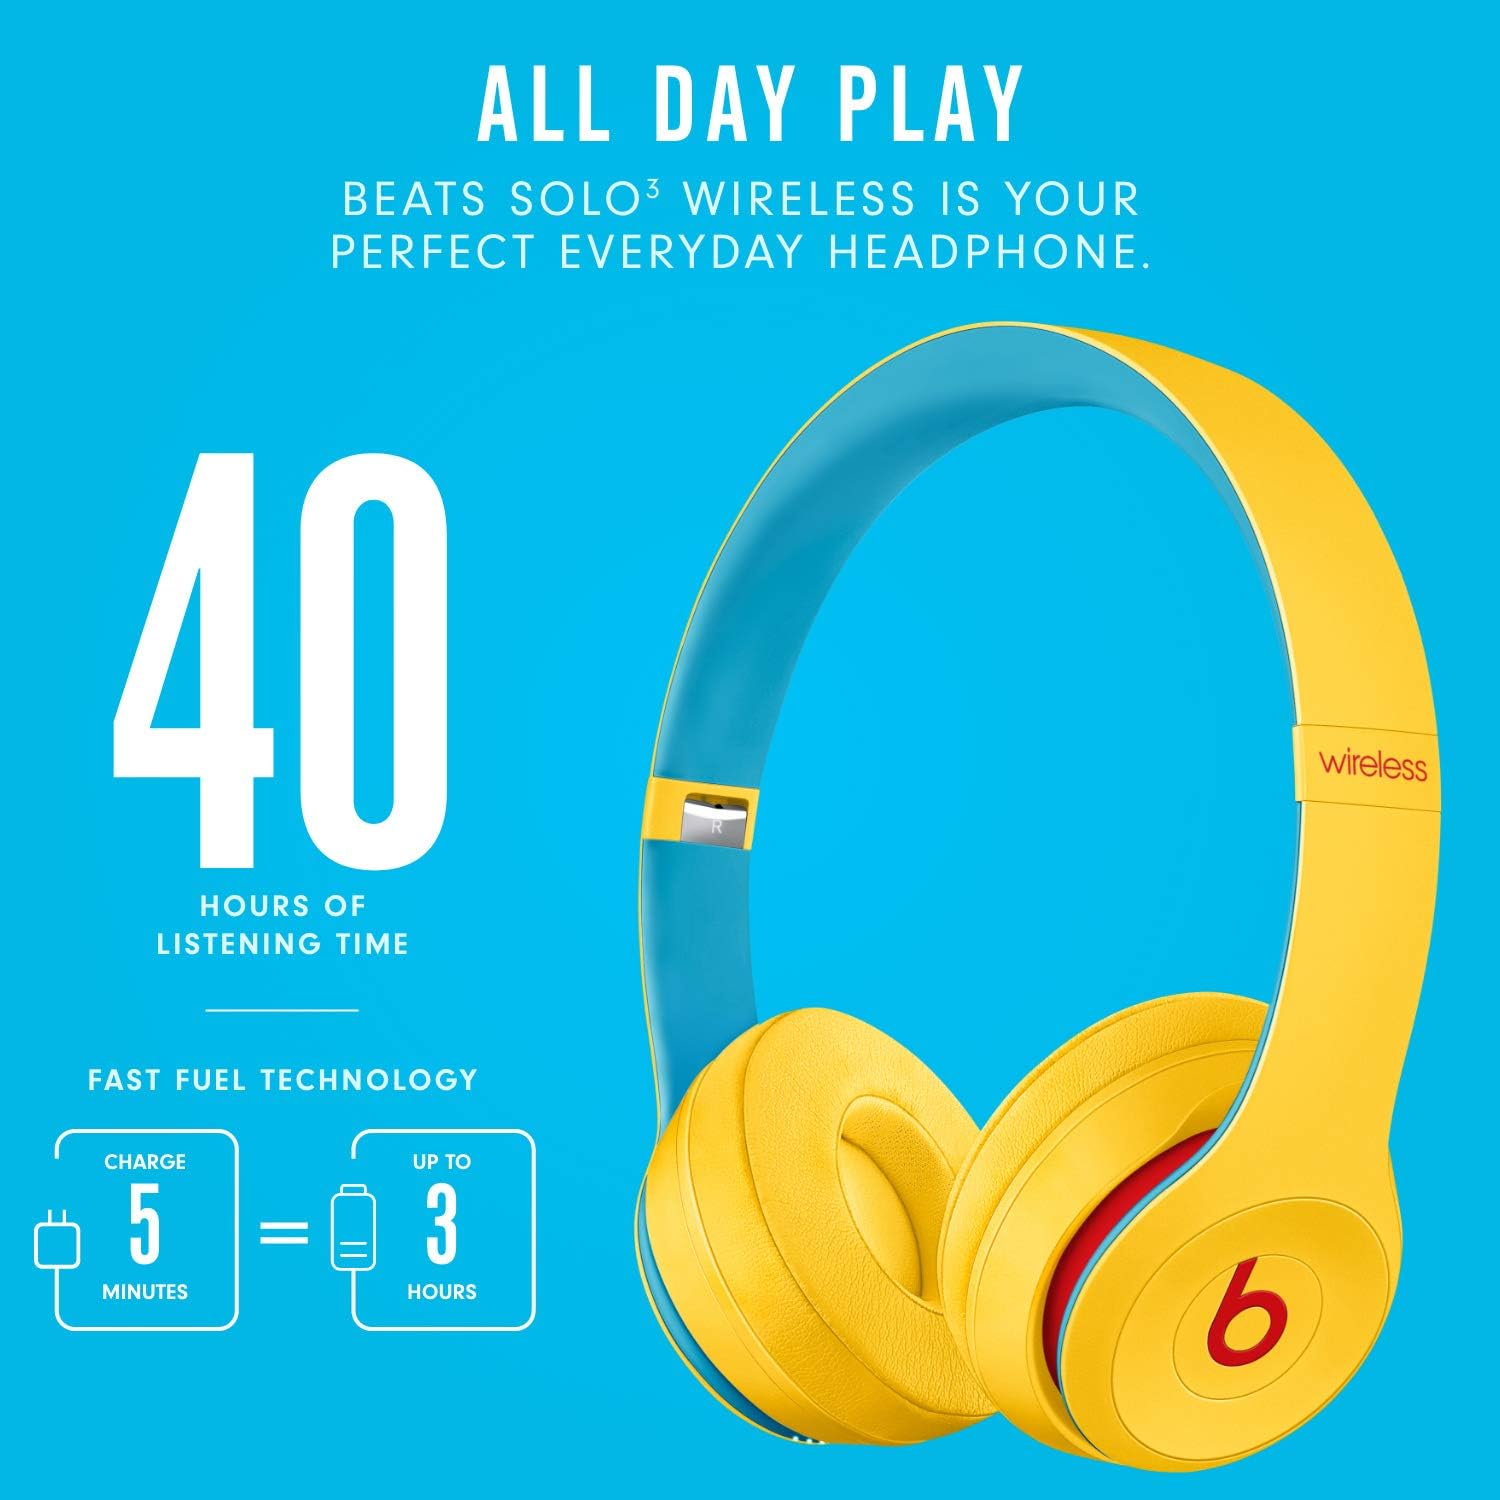 ALL DAY PLAY
BEATS SOLO³ WIRELESS IS YOUR
PERFECT EVERYDAY HEADPHONE.
40
HOURS OF
LISTENING TIME
FAST FUEL TECHNOLOGY
CHARGE
5
MINUTES
=
UP TO
3
HOURS
R
wireless
b